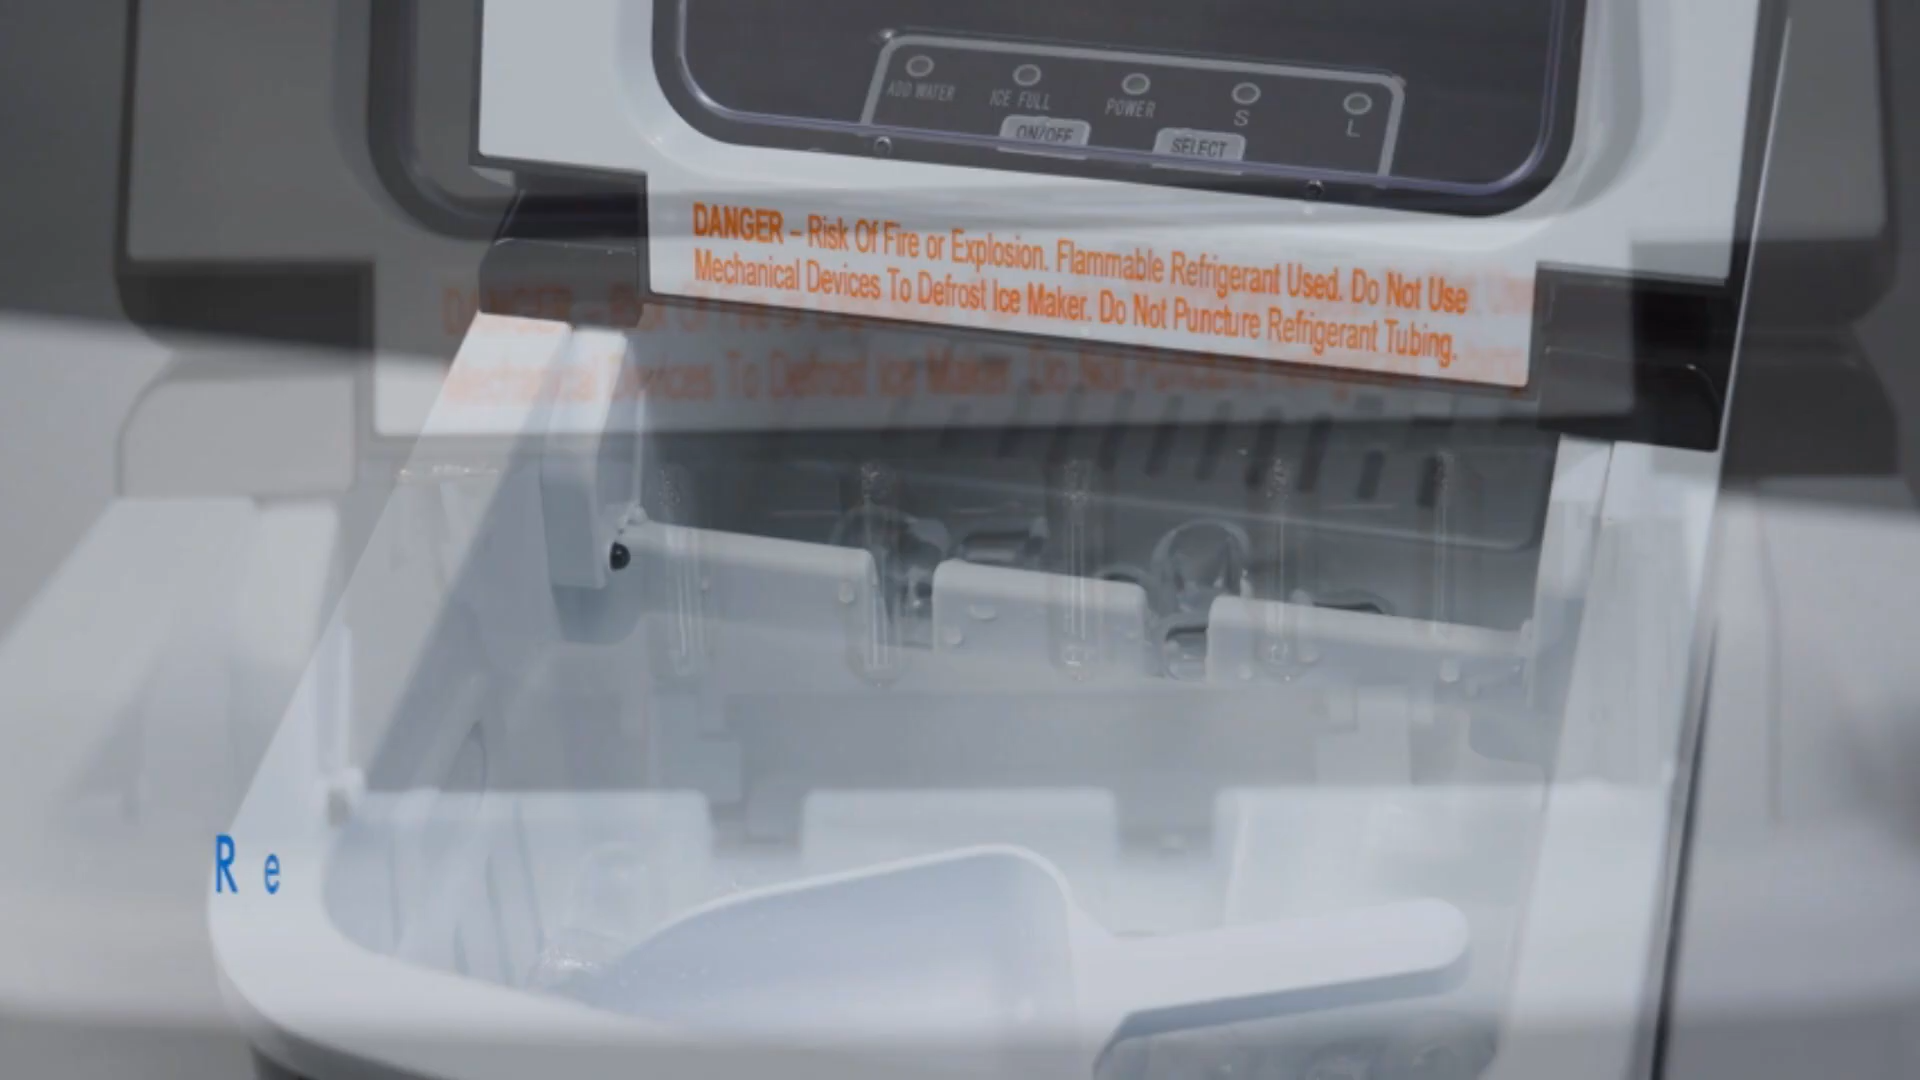 ADD WATER
ICE FULL
POWER
S
L
ON/OFF
SELECT
DANGER – Risk Of Fire or Explosion. Flammable Refrigerant Used. Do Not Use
Mechanical Devices To Defrost Ice Maker. Do Not Puncture Refrigerant Tubing.
R e